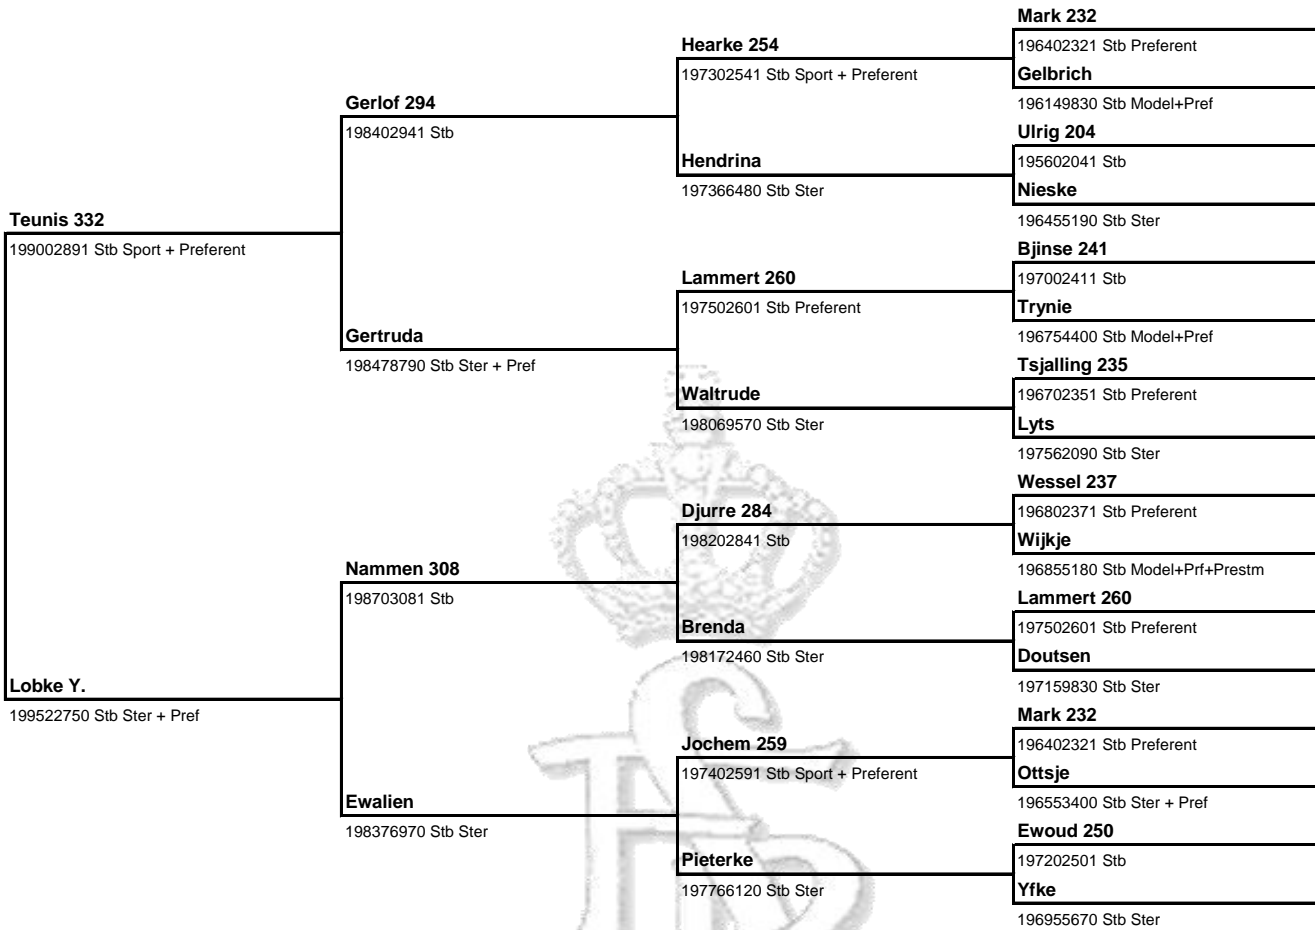 Teunis 332
199002891 Stb Sport + Preferent
Lobke Y.
199522750 Stb Ster + Pref
Gerlof 294
198402941 Stb
Gertruda
198478790 Stb Ster + Pref
Nammen 308
198703081 Stb
Ewalien
198376970 Stb Ster
Hearke 254
197302541 Stb Sport + Preferent
Hendrina
197366480 Stb Ster
Lammert 260
197502601 Stb Preferent
Waltrude
198069570 Stb Ster
Djurre 284
198202841 Stb
Brenda
198172460 Stb Ster
Jochem 259
197402591 Stb Sport + Preferent
Pieterke
197766120 Stb Ster
Mark 232
196402321 Stb Preferent
Gelbrich
196149830 Stb Model+Pref
Ulrig 204
195602041 Stb
Nieske
196455190 Stb Ster
Bjinse 241
197002411 Stb
Trynie
196754400 Stb Model+Pref
Tsjalling 235
196702351 Stb Preferent
Lyts
197562090 Stb Ster
Wessel 237
196802371 Stb Preferent
Wijkje
196855180 Stb Model+Prf+Prestm
Lammert 260
197502601 Stb Preferent
Doutsen
197159830 Stb Ster
Mark 232
196402321 Stb Preferent
Ottsje
196553400 Stb Ster + Pref
Ewoud 250
197202501 Stb
Yfke
196955670 Stb Ster